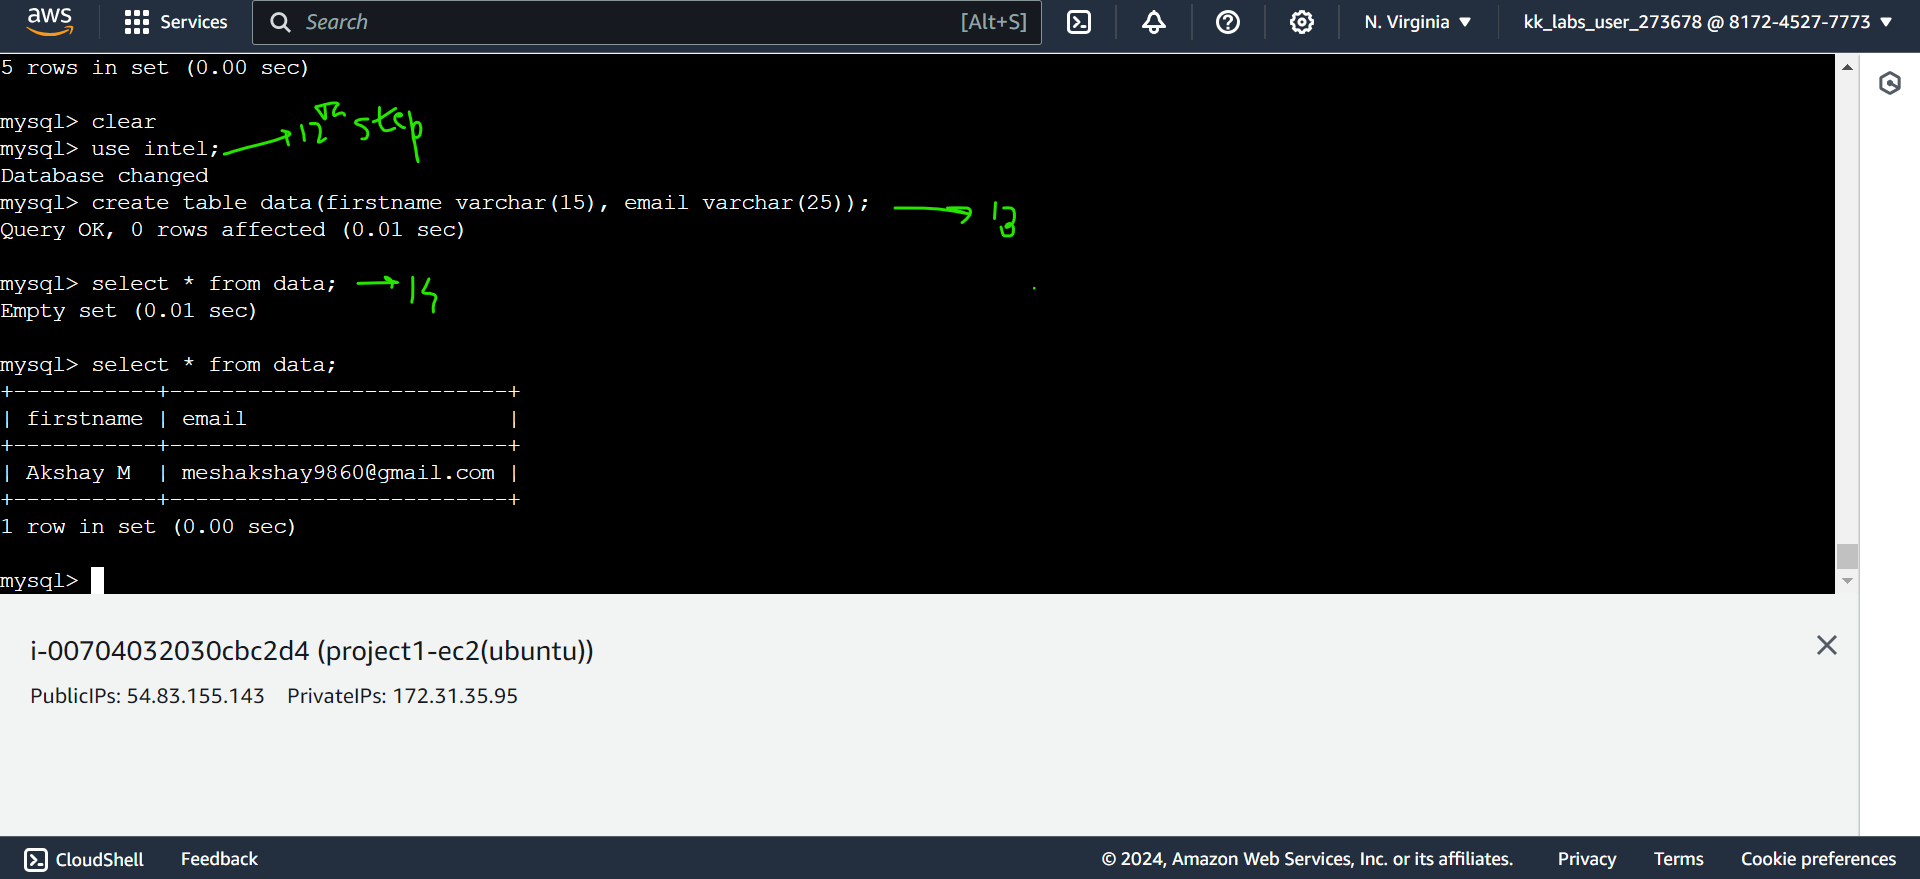 aws Services Search [Alt+S] N. Virginia kk_labs_user_273678 @ 8172-4527-7773
5 rows in set (0.00 sec)
mysql> clear
12th step
mysql> use intel;
Database changed
mysql> create table data(firstname varchar(15), email varchar(25)); 13
Query OK, 0 rows affected (0.01 sec)
mysql> select * from data; 14
Empty set (0.01 sec)
mysql> select * from data;
+-----------+--------------------------+
| firstname | email                    |
+-----------+--------------------------+
| Akshay M  | meshakshay9860@gmail.com |
+-----------+--------------------------+
1 row in set (0.00 sec)
mysql>
i-00704032030cbc2d4 (project1-ec2(ubuntu))
PublicIPs: 54.83.155.143 PrivateIPs: 172.31.35.95
CloudShell Feedback © 2024, Amazon Web Services, Inc. or its affiliates. Privacy Terms Cookie preferences